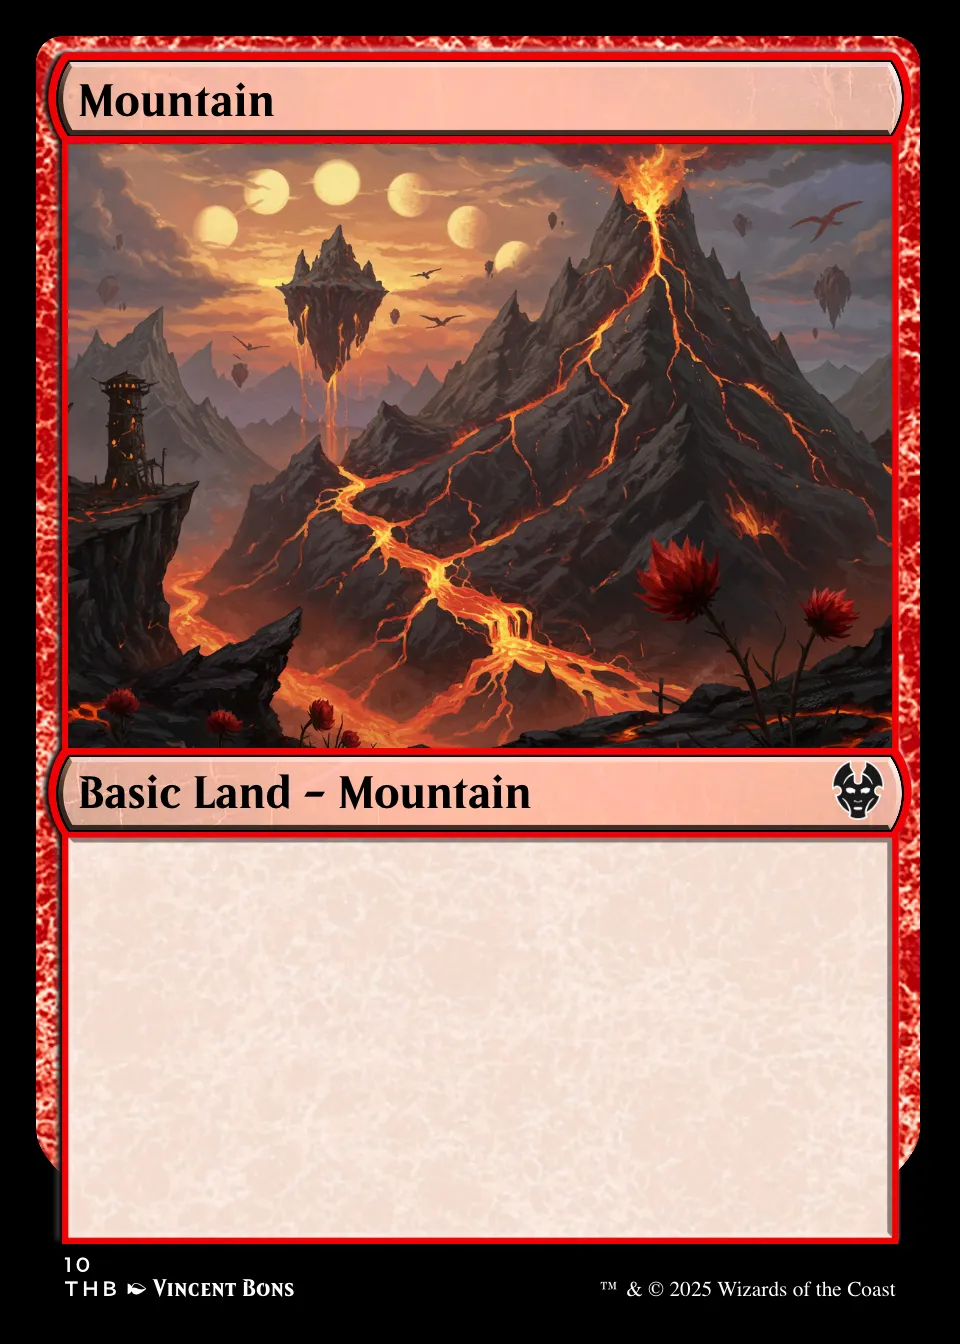 Mountain
Basic Land – Mountain
10
THB Vincent Bons
™ & © 2025 Wizards of the Coast